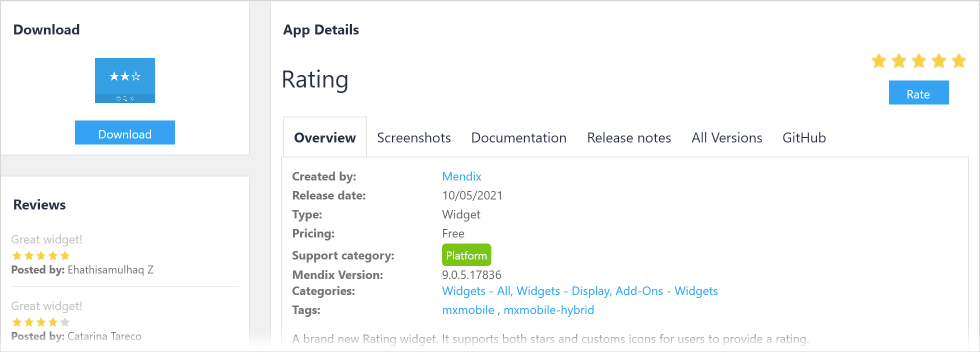 Download
Download
Reviews
Great widget!
Posted by: Ehathisamulhaq Z
Great widget!
Posted by: Catarina Tareco
App Details
Rating
Rate
Overview Screenshots Documentation Release notes All Versions GitHub
Created by: Mendix
Release date: 10/05/2021
Type: Widget
Pricing: Free
Support category: Platform
Mendix Version: 9.0.5.17836
Categories: Widgets - All, Widgets - Display, Add-Ons - Widgets
Tags: mxmobile , mxmobile-hybrid
A brand new Rating widget. It supports both stars and customs icons for users to provide a rating.